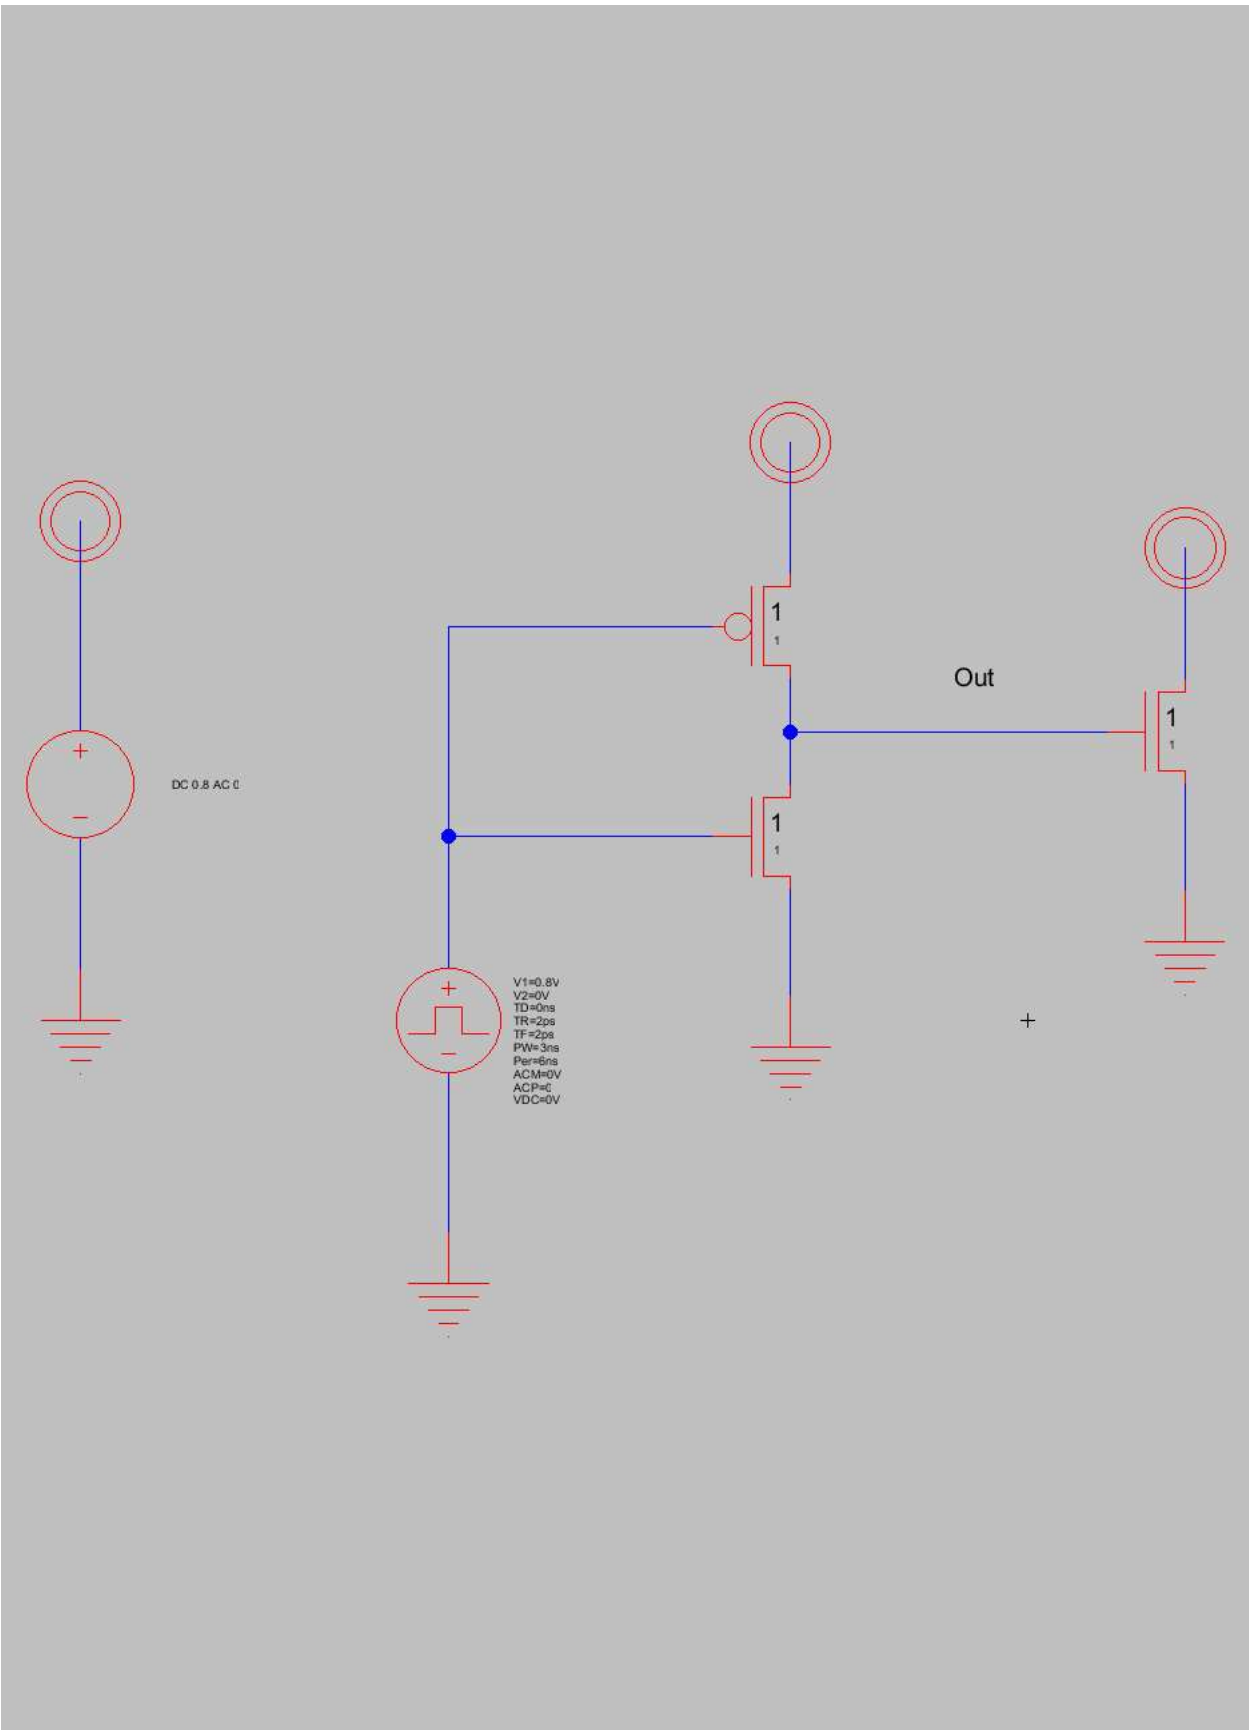 1
1
Out
1
1
DC 0.8 AC 0
1
1
V1=0.8V
V2=0V
TD=0ns
TR=2ps
TF=2ps
PW=3ns
Per=6ns
ACM=0V
ACP=0
VDC=0V